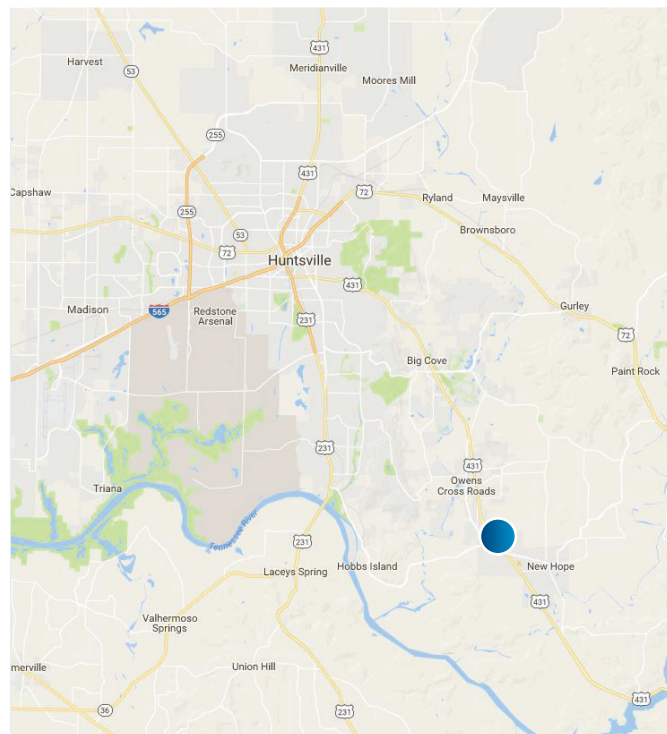 431
Harvest
Meridianville
53
Moores Mill
255
431
72
Capshaw
Ryland
Maysville
255
53
Brownsboro
72
Huntsville
431
Madison
565
Redstone
Arsenal
231
Gurley
72
Big Cove
Paint Rock
231
431
Owens
Cross Roads
Triana
Tennessee River
231
Laceys Spring
Hobbs Island
New Hope
431
Valhermoso
Springs
merville
Union Hill
36
231
431